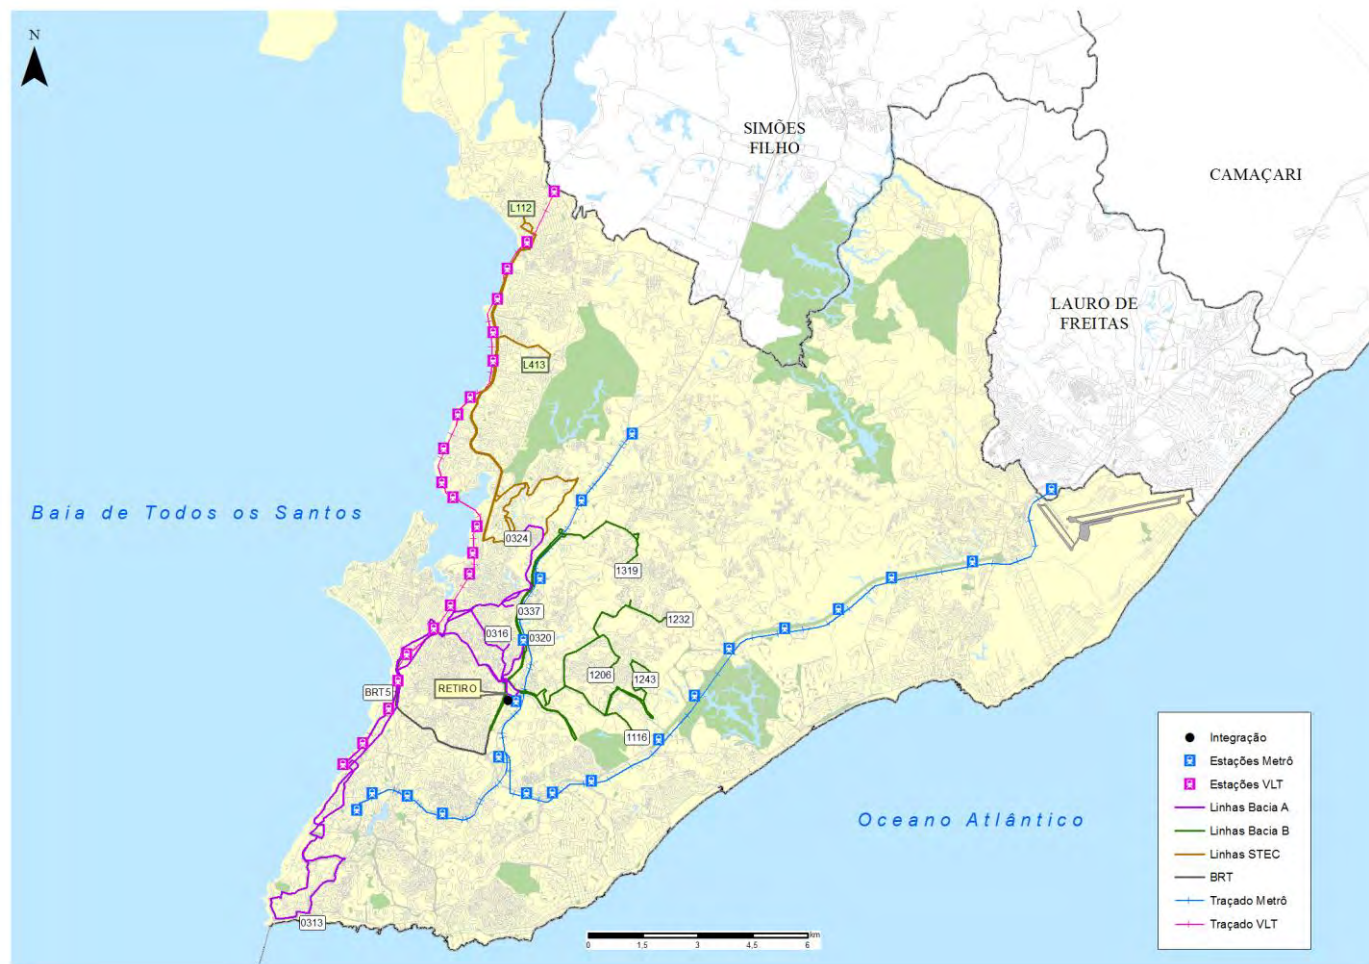 N
SIMÕES
FILHO
CAMAÇARI
L112
LAURO DE
FREITAS
L413
Baia de Todos os Santos
0324
1319
0337
0316
0320
1232
1206
1243
RETIRO
BRT5
1116
0313
Oceano Atlântico
Integração
Estações Metrô
Estações VLT
Linhas Bacia A
Linhas Bacia B
Linhas STEC
BRT
Traçado Metrô
Traçado VLT
km
0 1,5 3 4,5 6